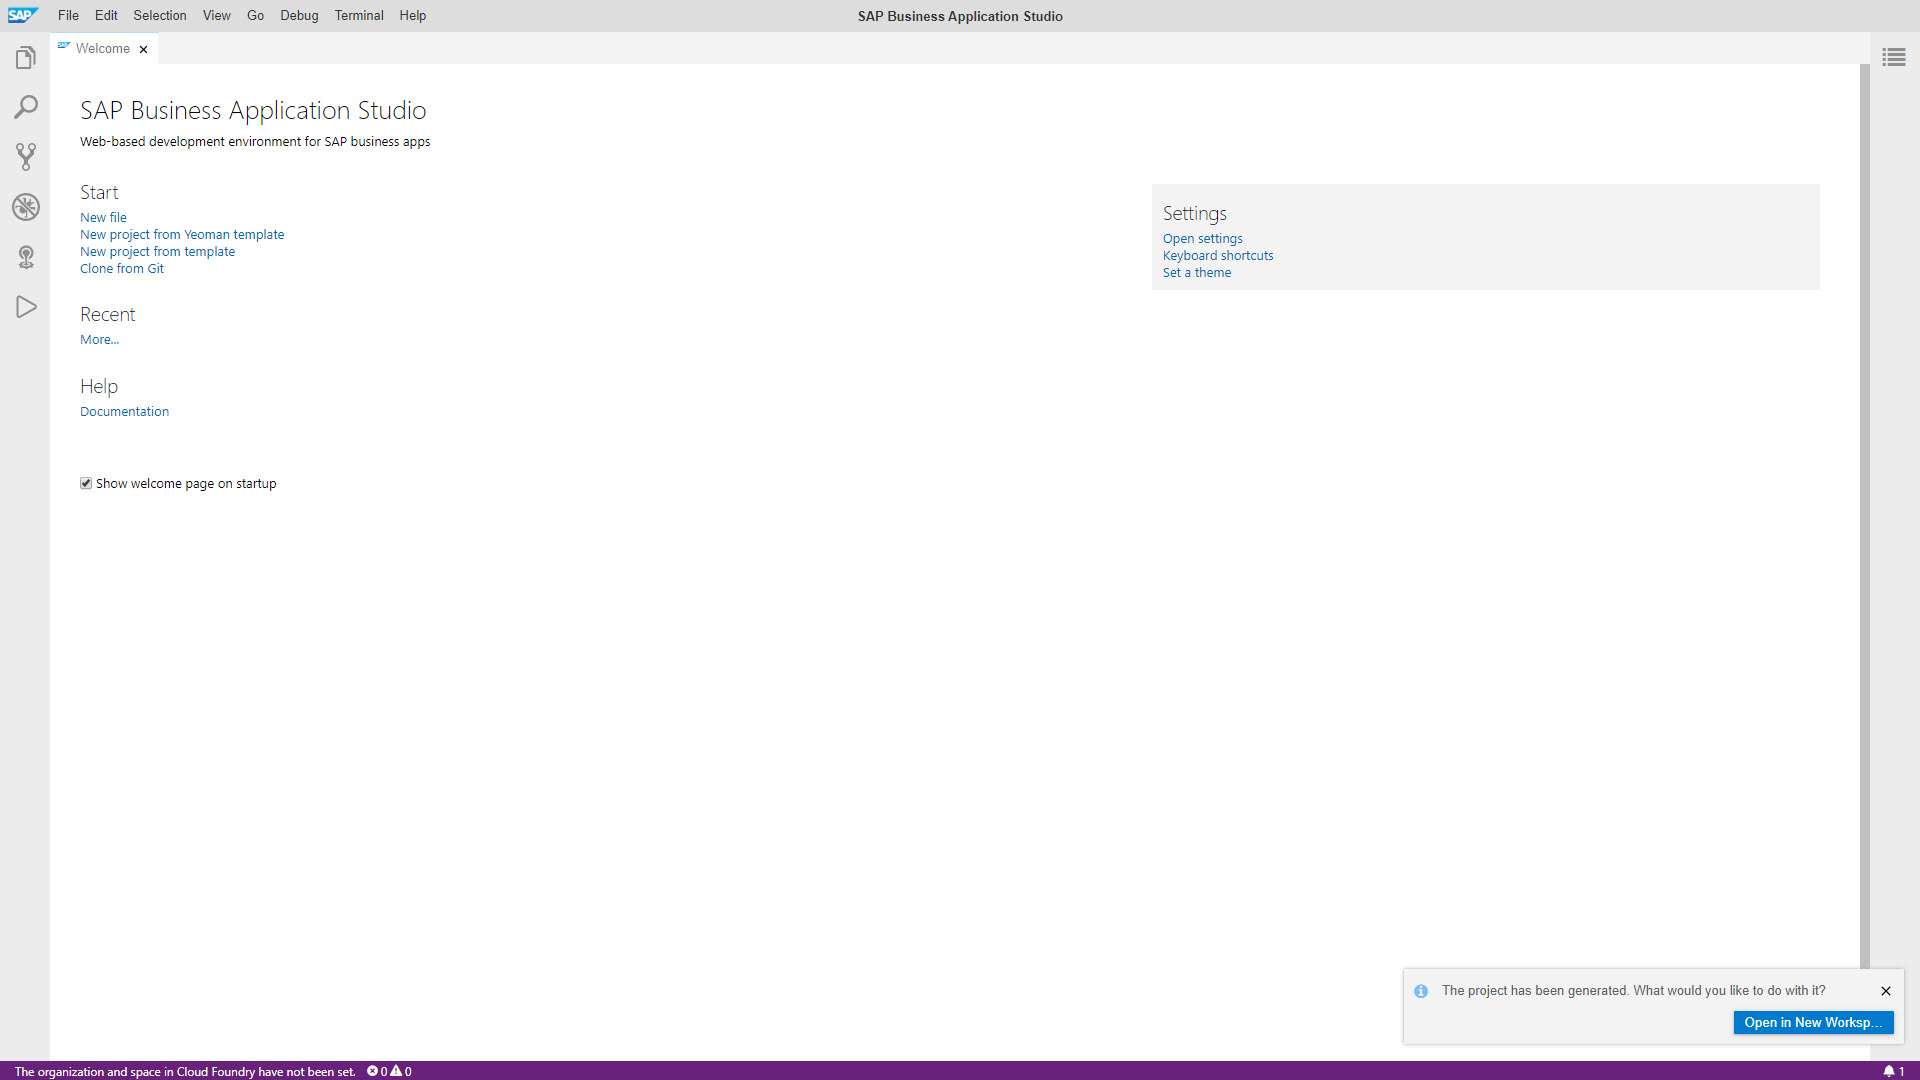 SAP File Edit Selection View Go Debug Terminal Help SAP Business Application Studio
SAP Welcome
SAP Business Application Studio
Web-based development environment for SAP business apps
Start
New file
New project from Yeoman template
New project from template
Clone from Git
Recent
More...
Help
Documentation
Show welcome page on startup
Settings
Open settings
Keyboard shortcuts
Set a theme
The project has been generated. What would you like to do with it?
Open in New Worksp...
The organization and space in Cloud Foundry have not been set. 0 0 1